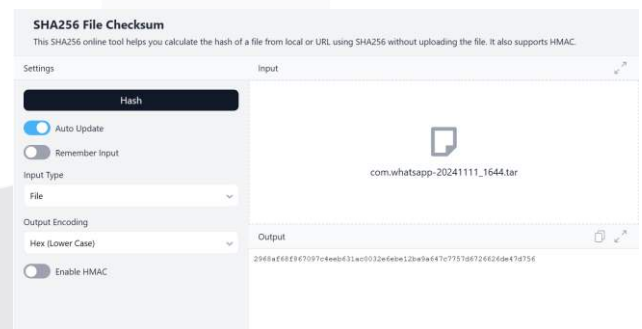 SHA256 File Checksum
This SHA256 online tool helps you calculate the hash of a file from local or URL using SHA256 without uploading the file. It also supports HMAC.
Settings
Input
Hash
Auto Update
Remember Input
com.whatsapp-20241111_1644.tar
Input Type
File
Output Encoding
Hex (Lower Case)
Output
Enable HMAC